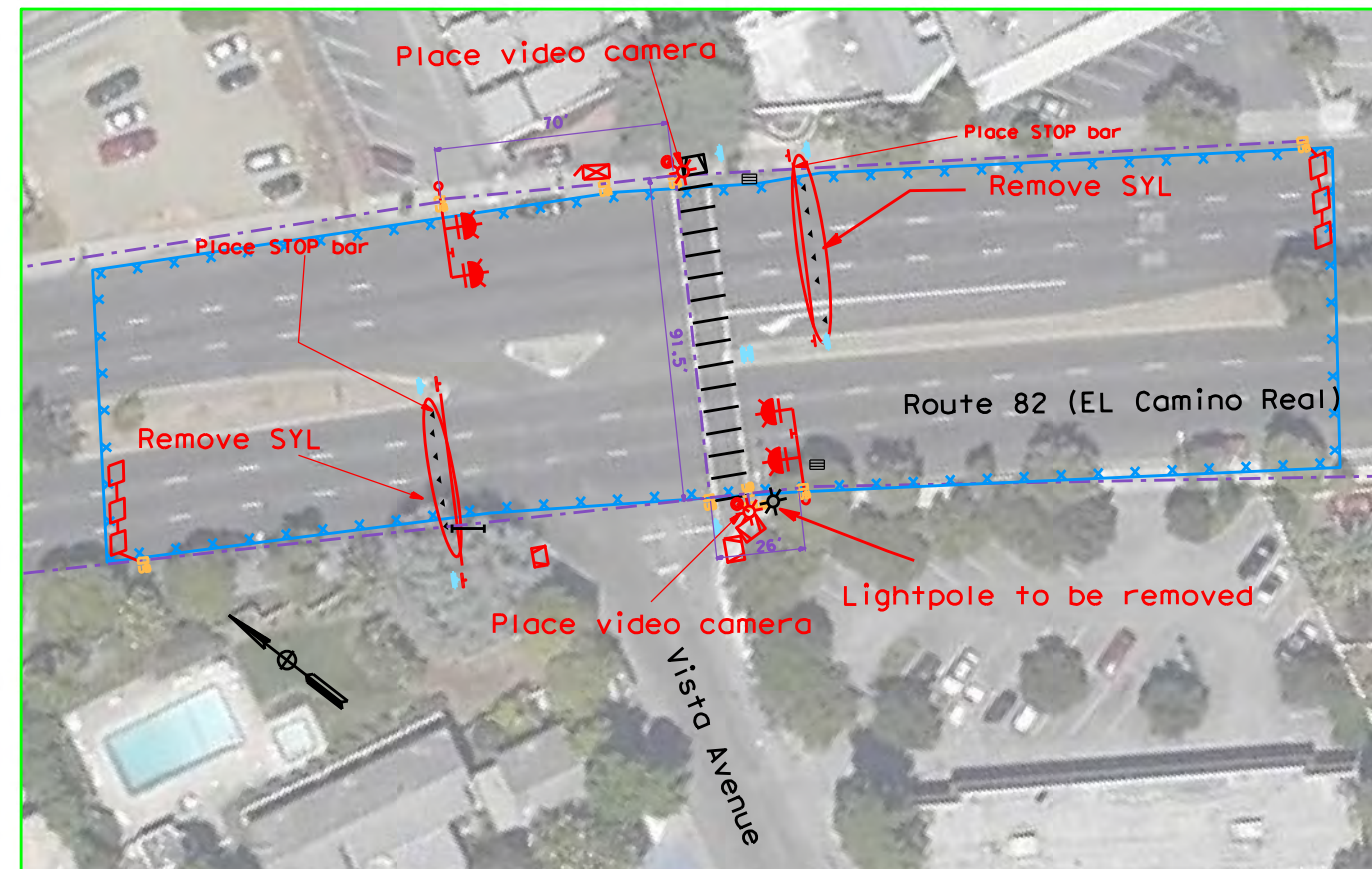 Place video camera
70'
Place STOP bar
Remove SYL
Place STOP bar
91.5'
Route 82 (EL Camino Real)
Remove SYL
26'
Lightpole to be removed
Place video camera
Vista Avenue